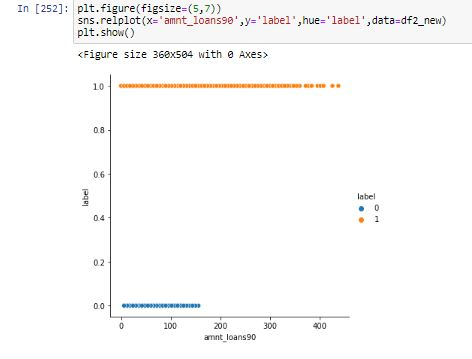 In [252]: plt.figure(figsize=(5,7))
sns.relplot(x='amnt_loans90',y='label',hue='label',data=df2_new)
plt.show()
<Figure size 360x504 with 0 Axes>
1.0
0.8
label
0.6
0
label
1
0.4
0.2
0.0
0 100 200 300 400
amnt_loans90